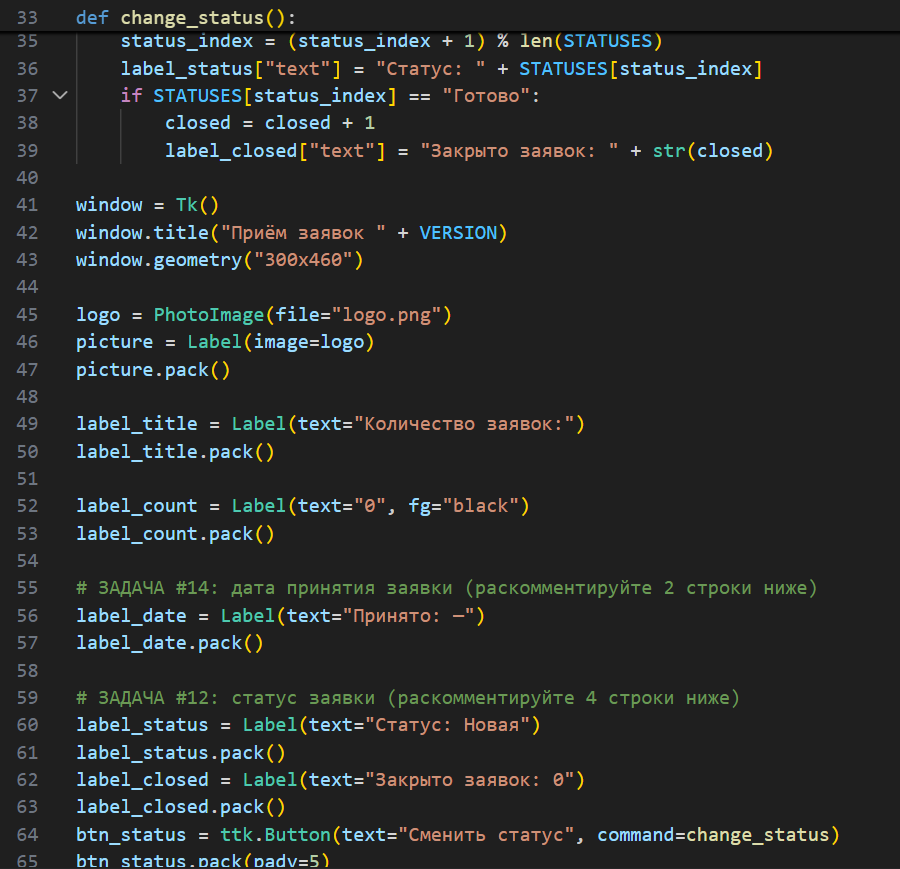 33 def change_status():
35     status_index = (status_index + 1) % len(STATUSES)
36     label_status["text"] = "Статус: " + STATUSES[status_index]
37     if STATUSES[status_index] == "Готово":
38         closed = closed + 1
39         label_closed["text"] = "Закрыто заявок: " + str(closed)
40
41 window = Tk()
42 window.title("Приём заявок " + VERSION)
43 window.geometry("300x460")
44
45 logo = PhotoImage(file="logo.png")
46 picture = Label(image=logo)
47 picture.pack()
48
49 label_title = Label(text="Количество заявок:")
50 label_title.pack()
51
52 label_count = Label(text="0", fg="black")
53 label_count.pack()
54
55 # ЗАДАЧА #14: дата принятия заявки (раскомментируйте 2 строки ниже)
56 label_date = Label(text="Принято: —")
57 label_date.pack()
58
59 # ЗАДАЧА #12: статус заявки (раскомментируйте 4 строки ниже)
60 label_status = Label(text="Статус: Новая")
61 label_status.pack()
62 label_closed = Label(text="Закрыто заявок: 0")
63 label_closed.pack()
64 btn_status = ttk.Button(text="Сменить статус", command=change_status)
65 btn_status.pack(pady=5)